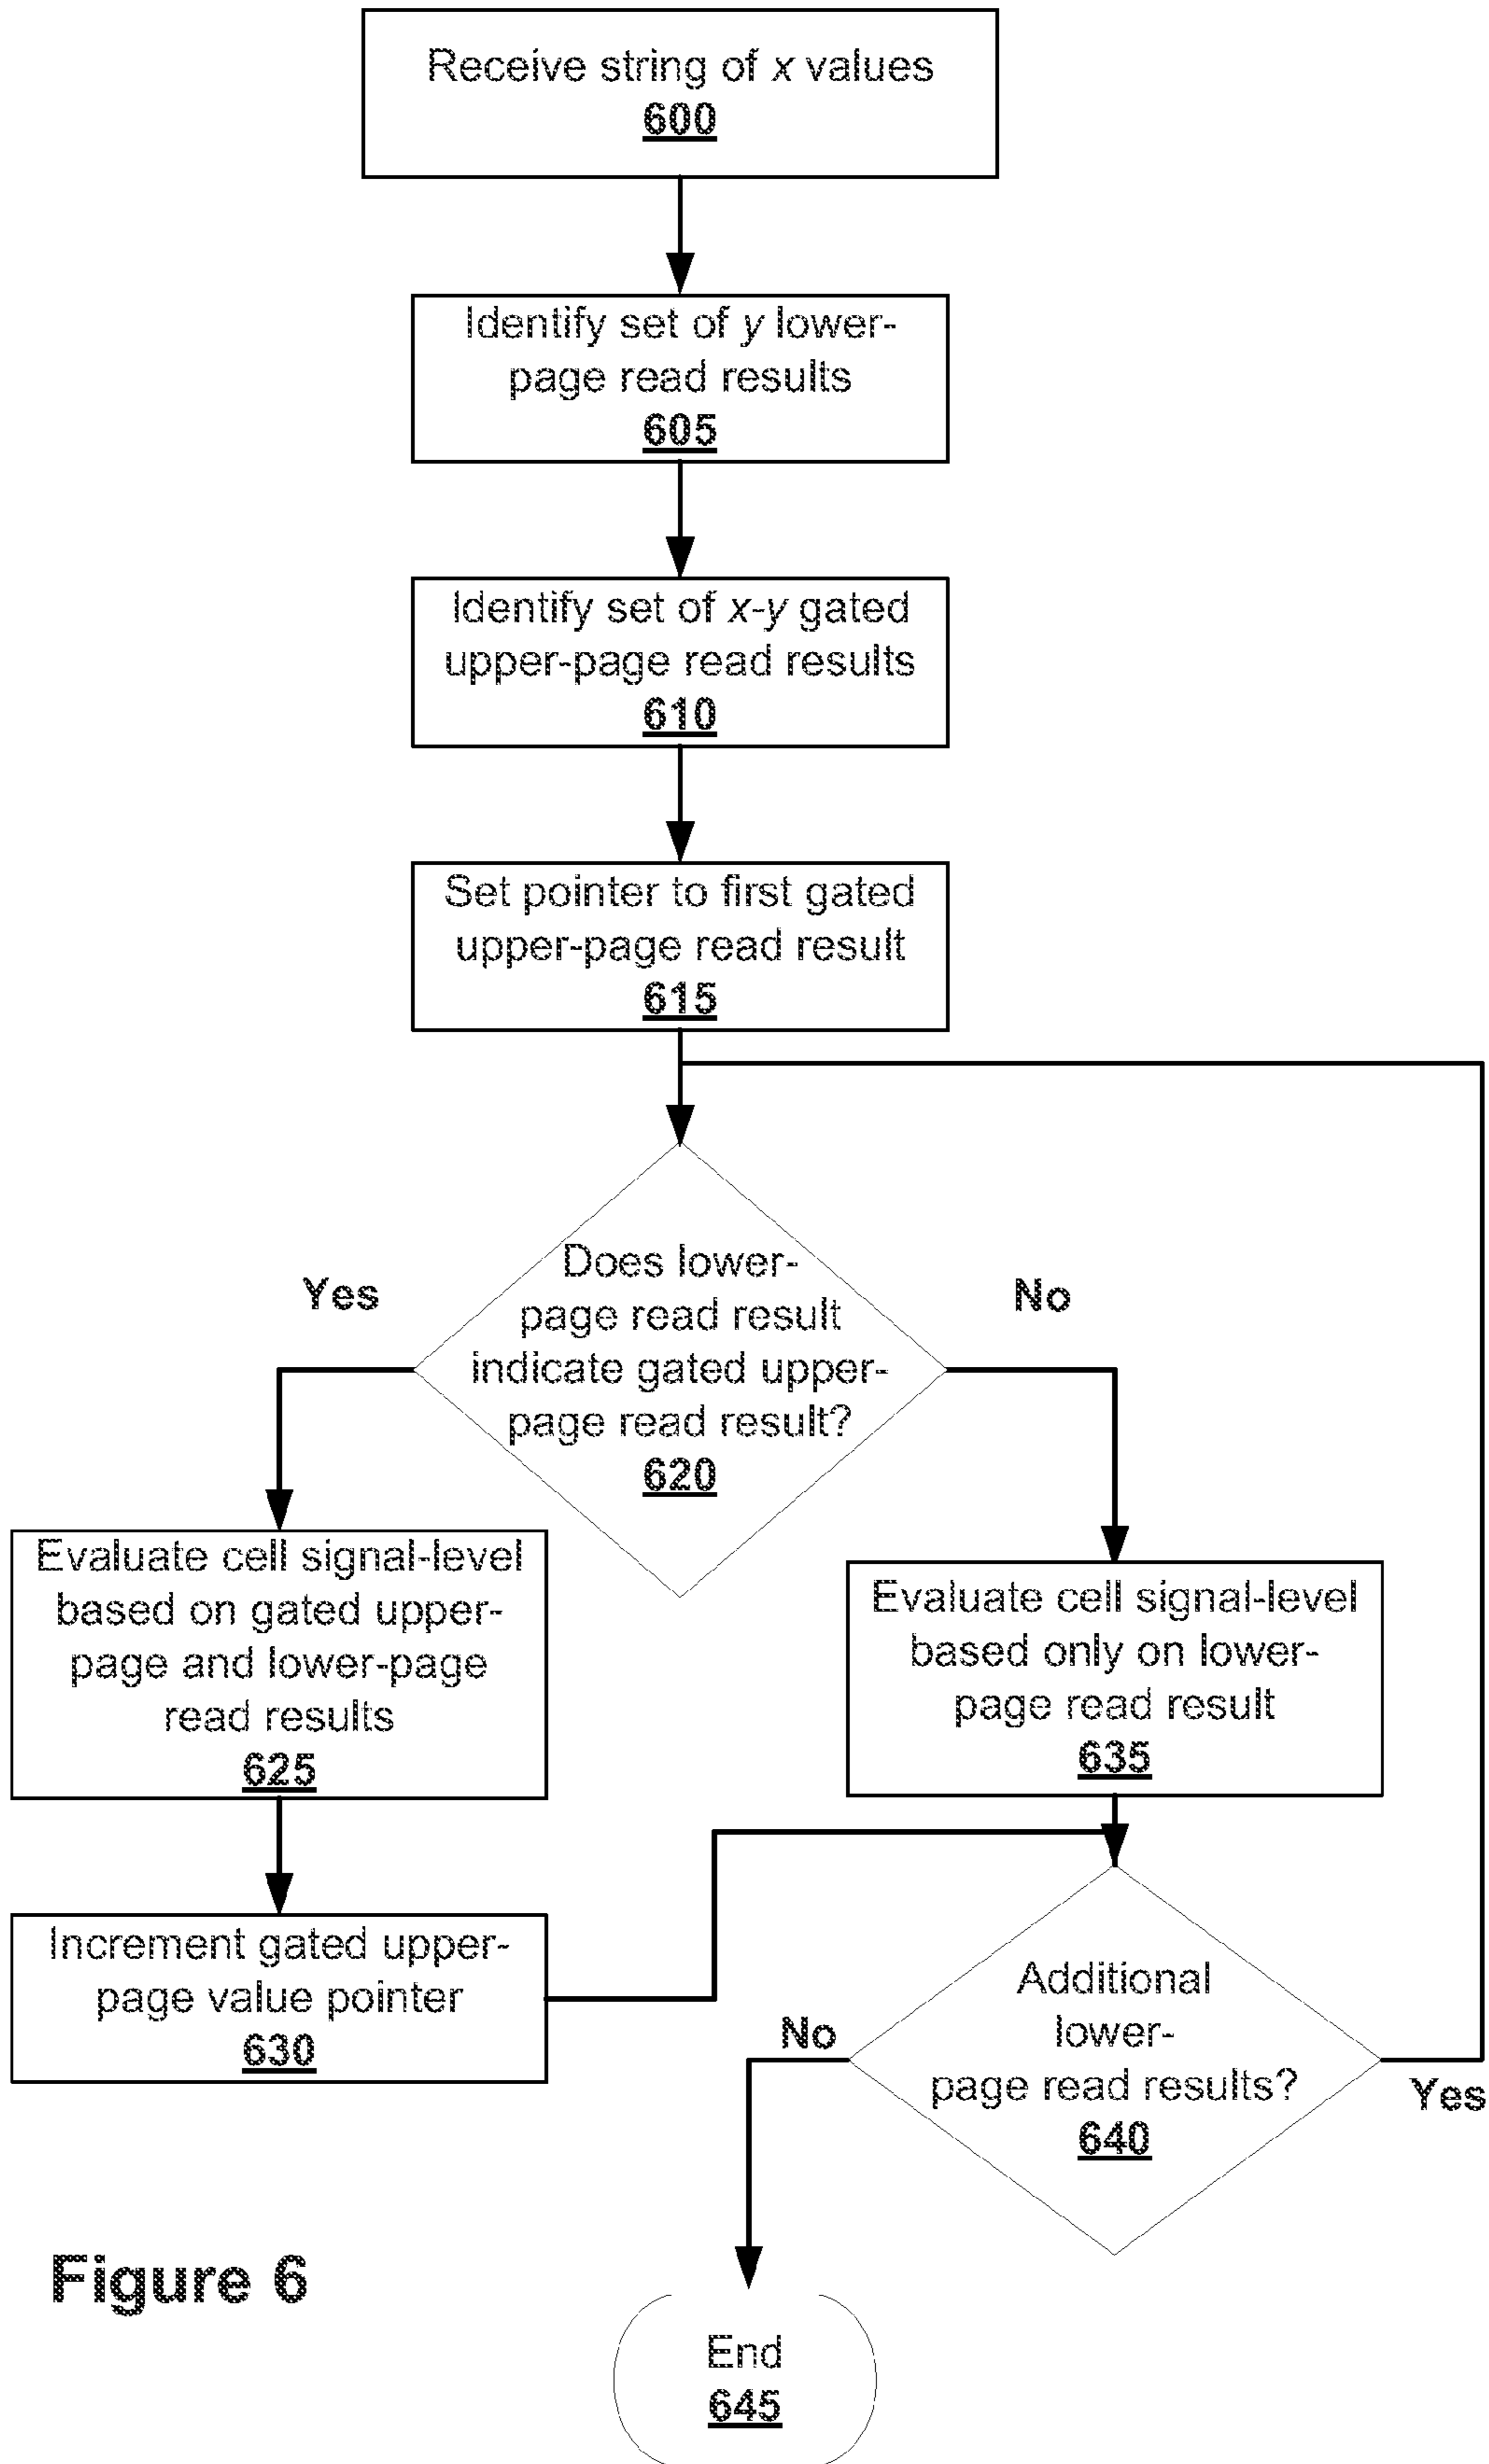 Receive string of x values
600
Identify set of y lower-
page read results
605
Identify set of x-y gated
upper-page read results
610
Set pointer to first gated
upper-page read result
615
Does lower-
page read result
indicate gated upper-
page read result?
620
Yes
No
Evaluate cell signal-level
based on gated upper-
page and lower-page
read results
625
Evaluate cell signal-level
based only on lower-
page read result
635
Increment gated upper-
page value pointer
630
Additional
lower-
page read results?
640
No
Yes
End
645
Figure 6